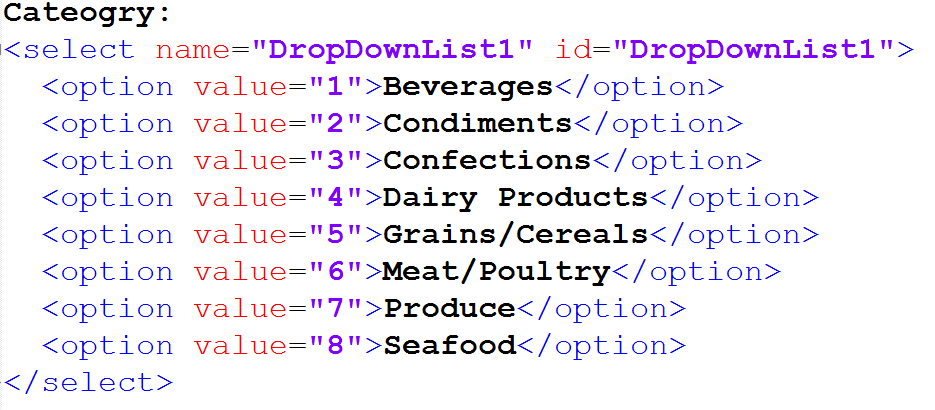 Cateogry:
<select name="DropDownList1" id="DropDownList1">
  <option value="1">Beverages</option>
  <option value="2">Condiments</option>
  <option value="3">Confections</option>
  <option value="4">Dairy Products</option>
  <option value="5">Grains/Cereals</option>
  <option value="6">Meat/Poultry</option>
  <option value="7">Produce</option>
  <option value="8">Seafood</option>
</select>